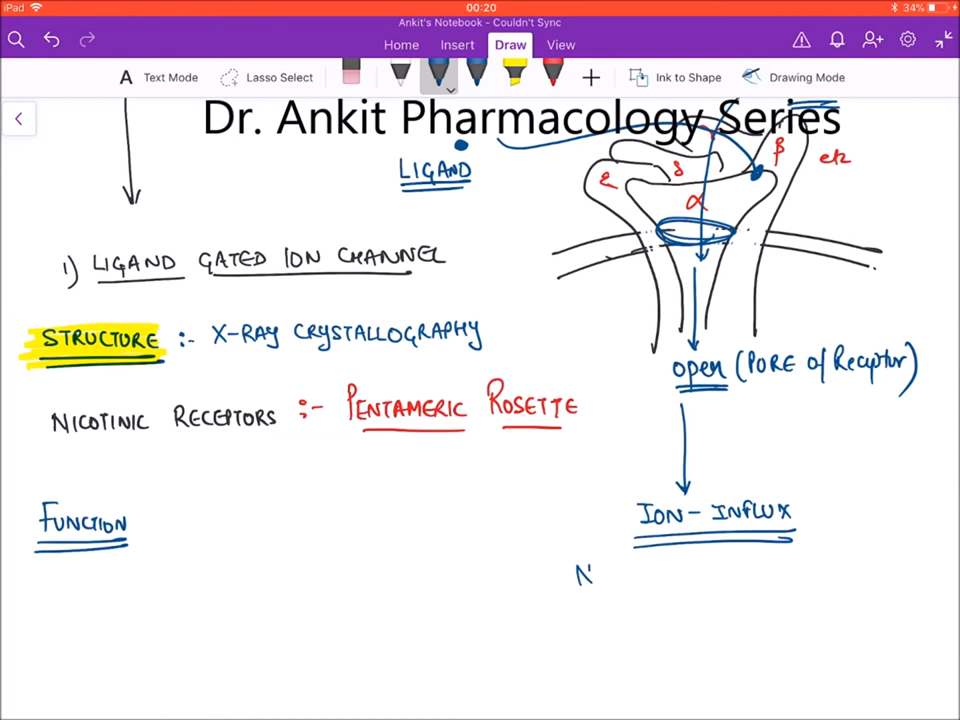 iPad 00:20 34%
Ankit's Notebook - Couldn't Sync
Home Insert Draw View
A Text Mode Lasso Select Ink to Shape Drawing Mode
Dr. Ankit Pharmacology Series
LIGAND
ε δ β etc
α
1) LIGAND GATED ION CHANNEL
STRUCTURE :- X-RAY CRYSTALLOGRAPHY
open (PORE of Receptor)
NICOTINIC RECEPTORS :- PENTAMERIC ROSETTE
FUNCTION
ION - INFLUX
N